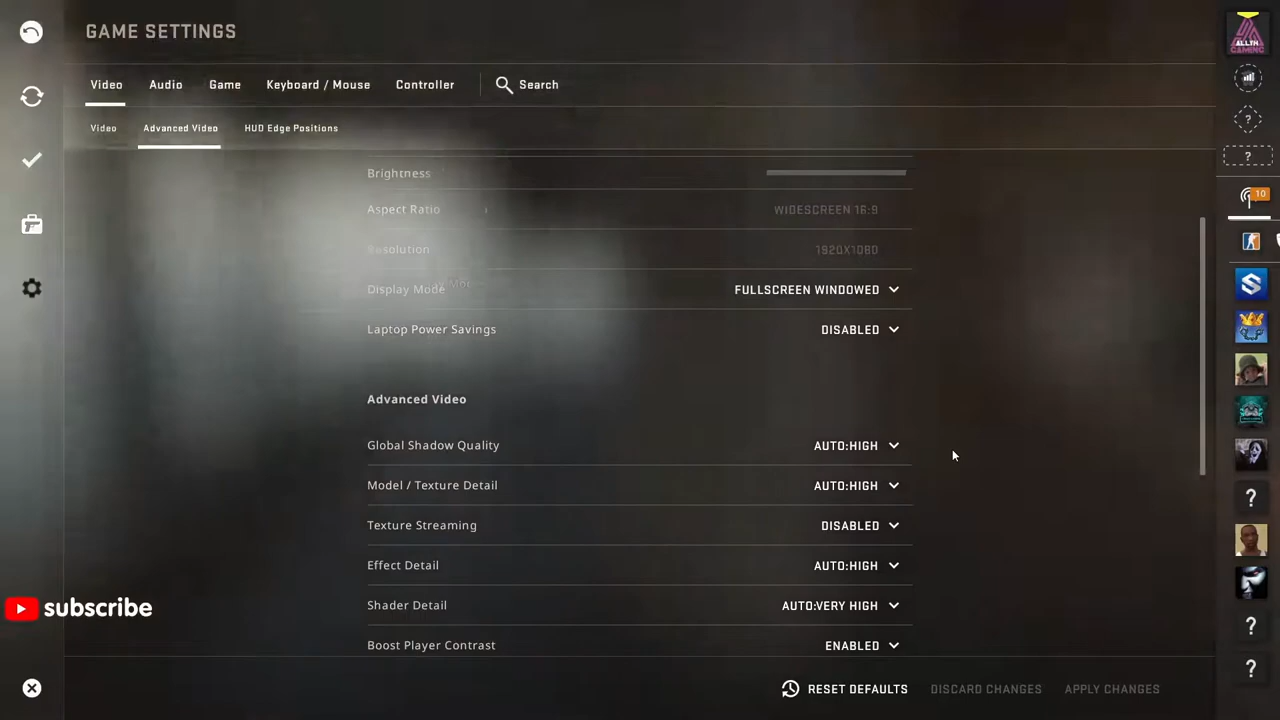 GAME SETTINGS
Video Audio Game Keyboard / Mouse Controller Search
Video Advanced Video HUD Edge Positions
Brightness
Aspect Ratio WIDESCREEN 16:9
Resolution 1920X1080
Display Mode FULLSCREEN WINDOWED
Laptop Power Savings DISABLED
Advanced Video
Global Shadow Quality AUTO:HIGH
Model / Texture Detail AUTO:HIGH
Texture Streaming DISABLED
Effect Detail AUTO:HIGH
Shader Detail AUTO:VERY HIGH
Boost Player Contrast ENABLED
RESET DEFAULTS DISCARD CHANGES APPLY CHANGES
subscribe
ALLTH GAMING
?
?
10
?
?
?